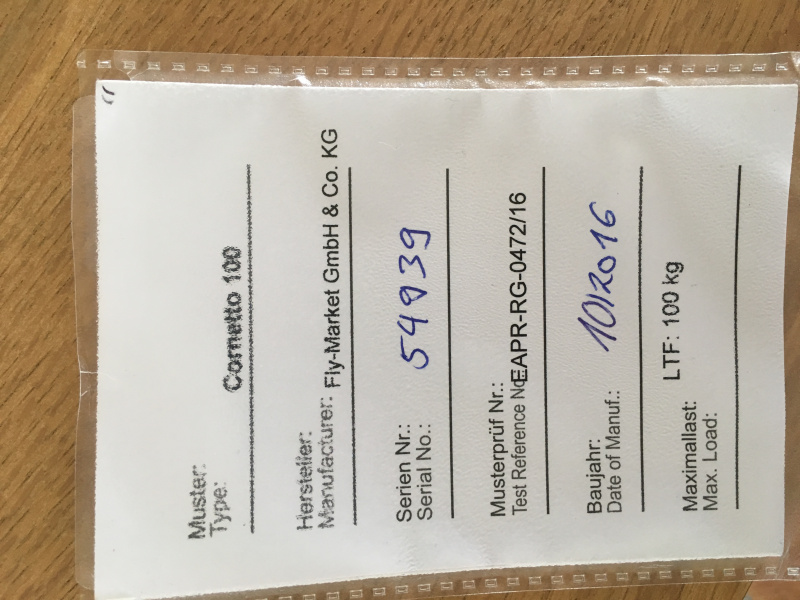 Muster:
Type: Cornetto 100
Hersteller:
Manufacturer: Fly-Market GmbH & Co. KG
Serien Nr.:
Serial No.: 54939
Musterprüf Nr.:
Test Reference No EAPR-RG-0472/16
Baujahr:
Date of Manuf.: 10/2016
Maximallast:
Max. Load: LTF: 100 kg